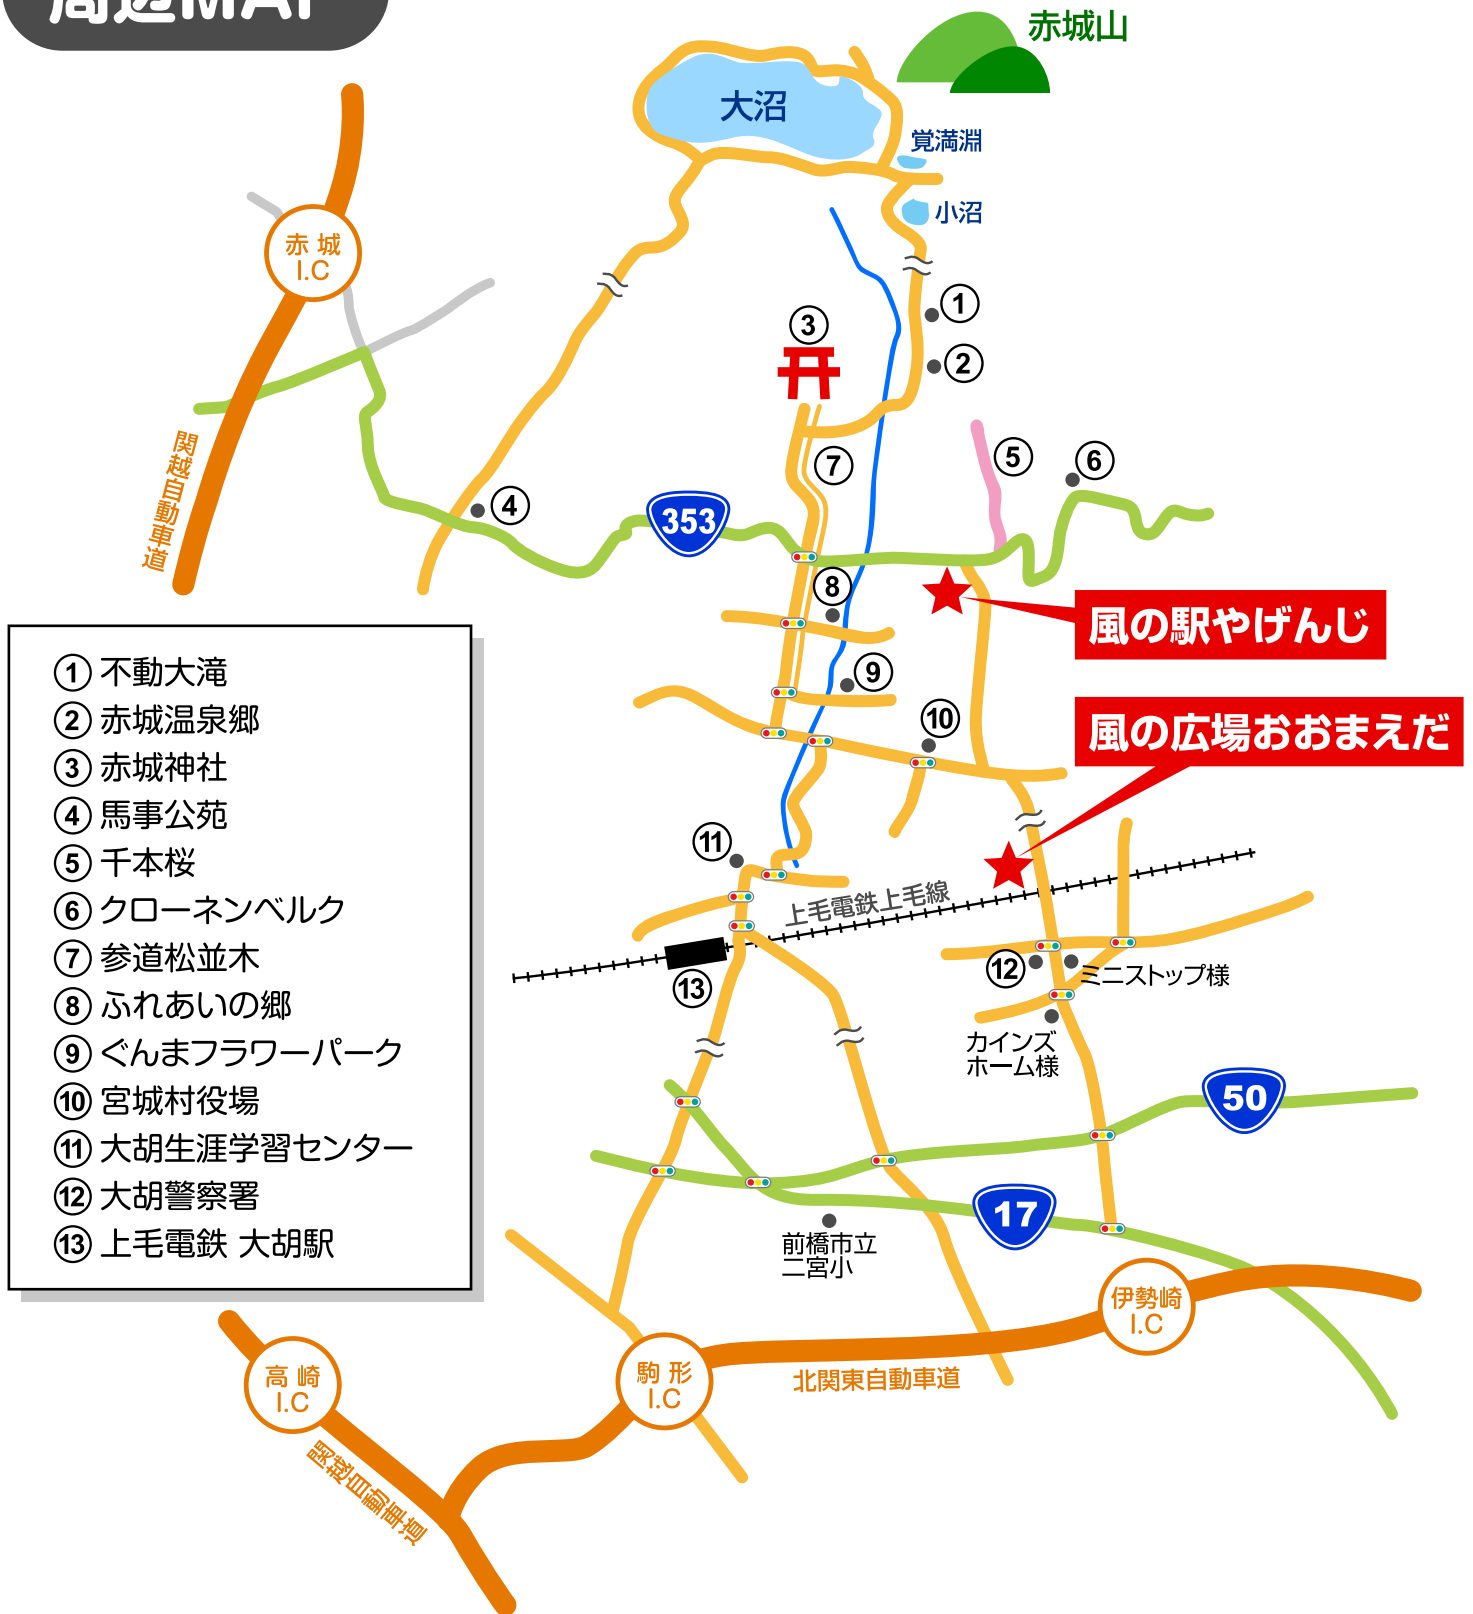 周辺MAP
赤城山
大沼
覚満淵
小沼
赤城
I.C
①
③
②
⑦
⑤
⑥
④
関越自動車道
353
⑧
風の駅やげんじ
⑨
⑩
風の広場おおまえだ
① 不動大滝
② 赤城温泉郷
③ 赤城神社
④ 馬事公苑
⑤ 千本桜
⑥ クローネンベルク
⑦ 参道松並木
⑧ ふれあいの郷
⑨ ぐんまフラワーパーク
⑩ 宮城村役場
⑪ 大胡生涯学習センター
⑫ 大胡警察署
⑬ 上毛電鉄 大胡駅
⑪
上毛電鉄上毛線
⑫
ミニストップ様
⑬
カインズ
ホーム様
50
17
前橋市立
二宮小
伊勢崎
I.C
高崎
I.C
駒形
I.C
北関東自動車道
関越自動車道